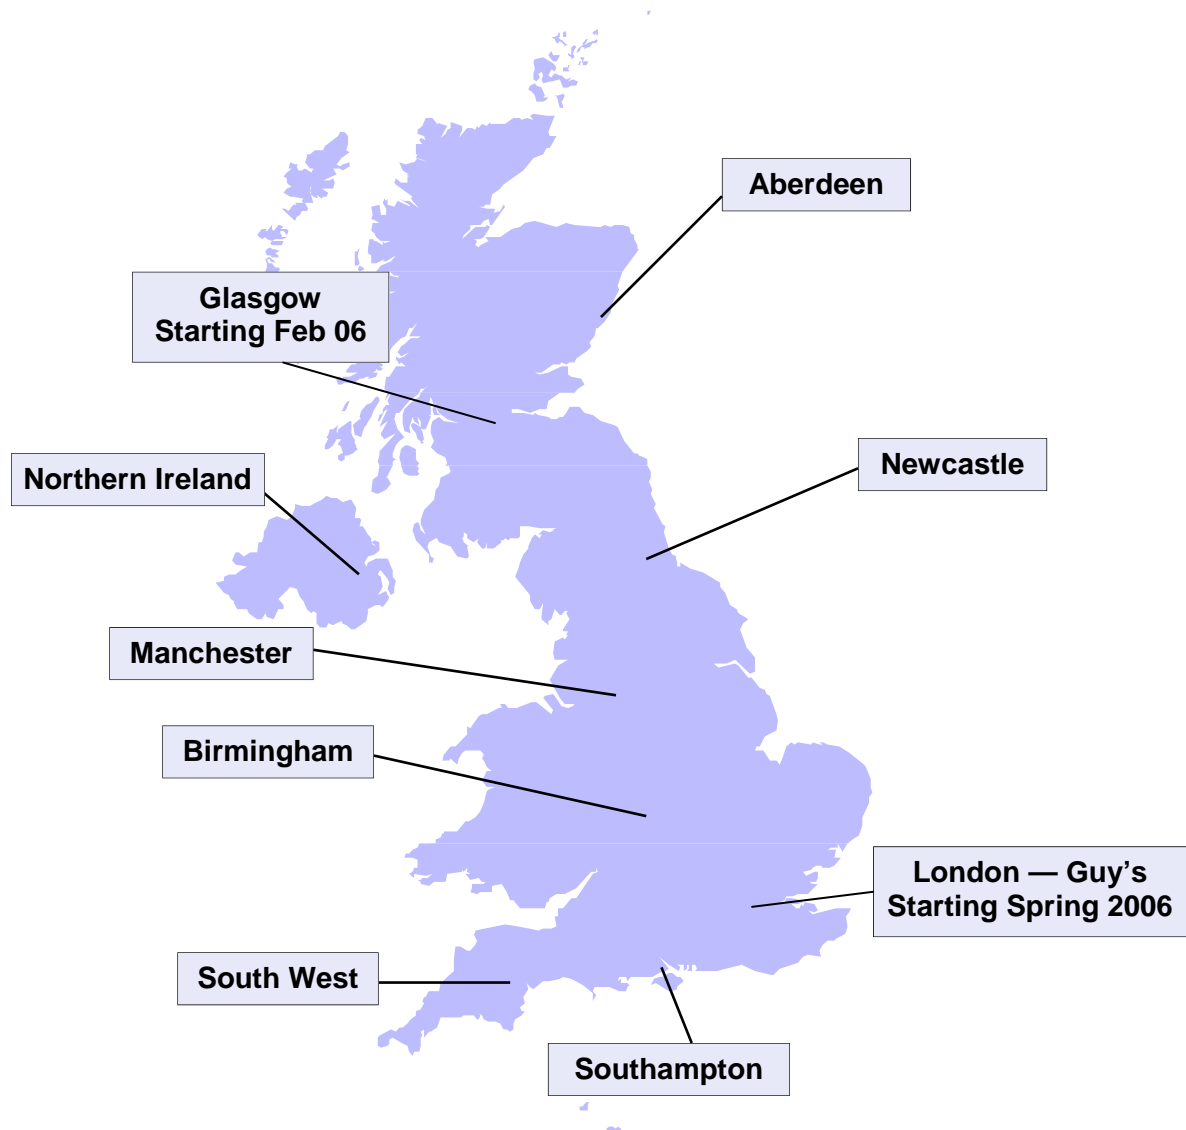 Aberdeen
Glasgow
Starting Feb 06
Newcastle
Northern Ireland
Manchester
Birmingham
London — Guy’s
Starting Spring 2006
South West
Southampton